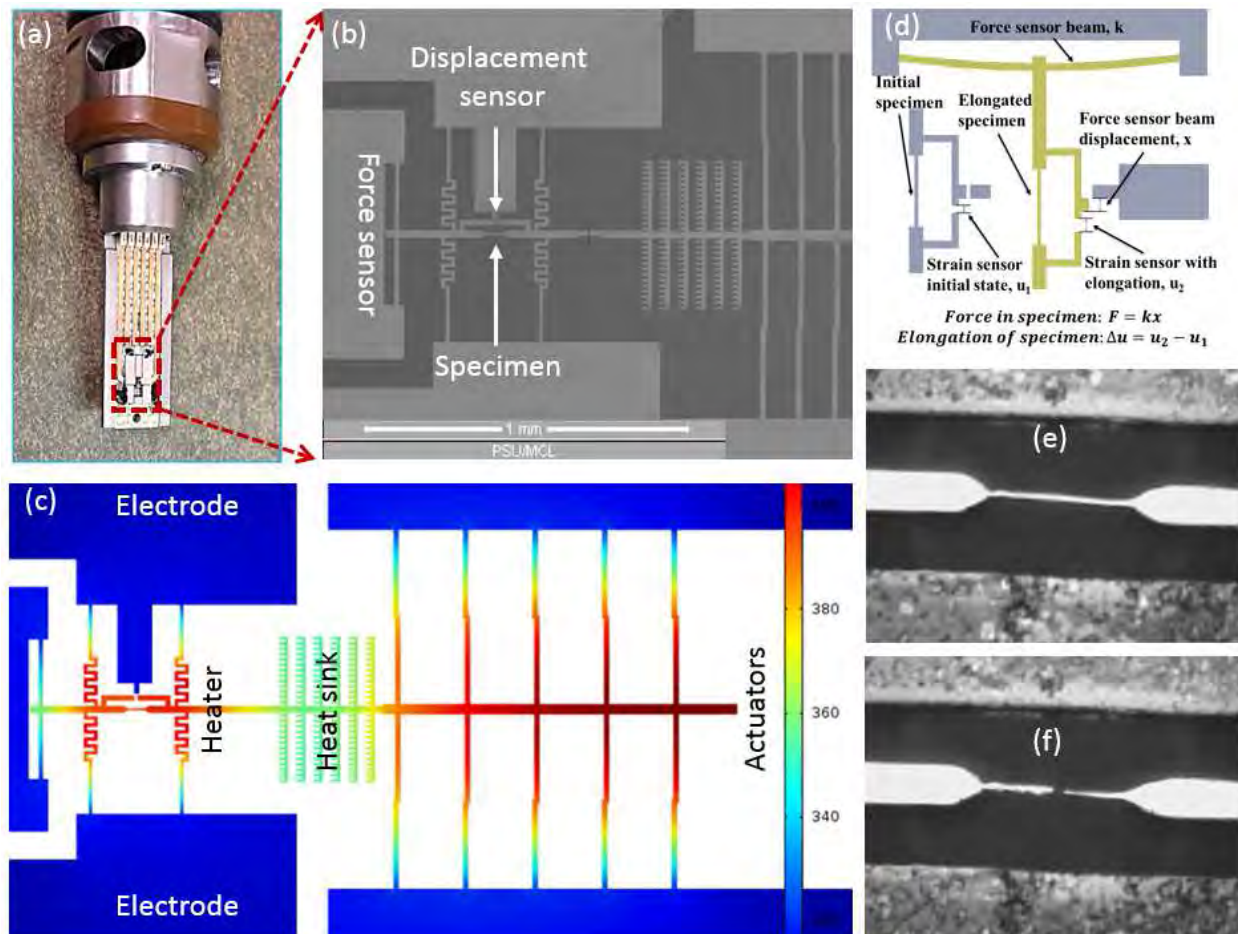 (a)
(b)
Displacement
sensor
Force sensor
Specimen
1 mm
PSU/MCL
(c)
Electrode
Heater
Heat sink
Actuators
380
360
340
Electrode
(d)
Force sensor beam, k
Initial
specimen
Elongated
specimen
Force sensor beam
displacement, x
Strain sensor
initial state, u1
Strain sensor with
elongation, u2
Force in specimen: F = kx
Elongation of specimen: Δu = u2 − u1
(e)
(f)